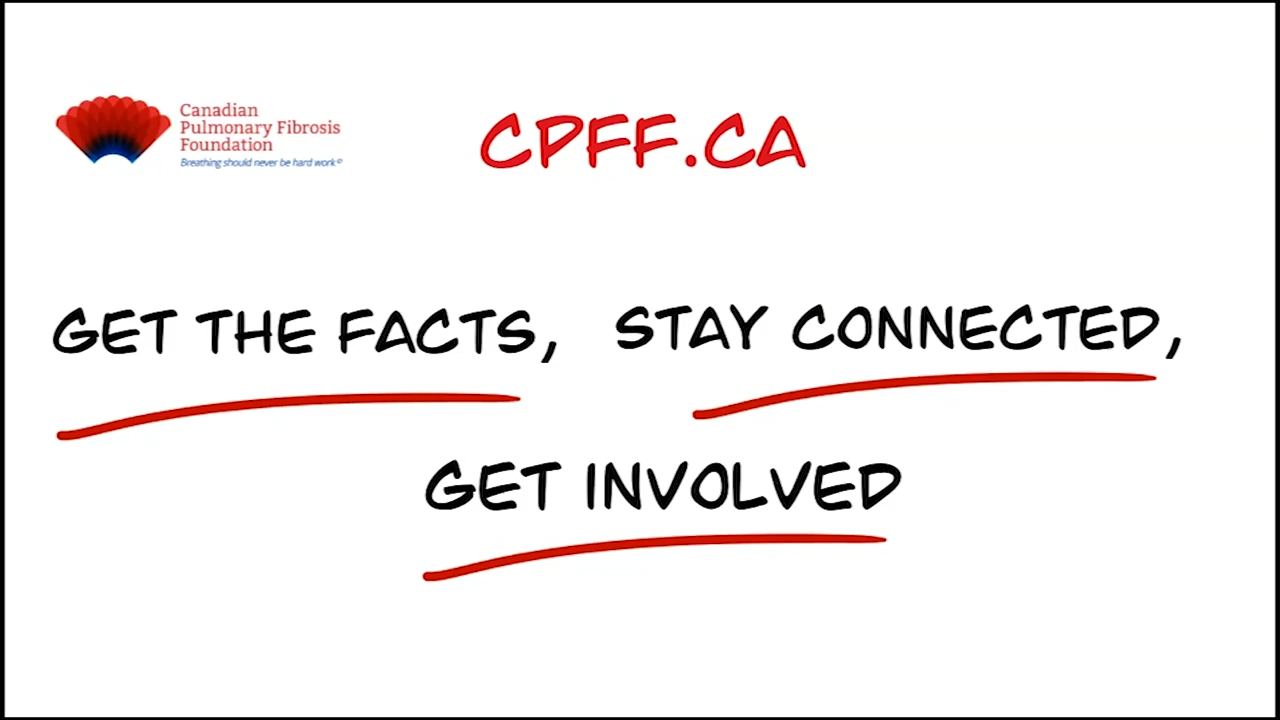 Canadian
Pulmonary Fibrosis
Foundation
Breathing should never be hard work©
CPFF.CA
GET THE FACTS, STAY CONNECTED,
GET INVOLVED